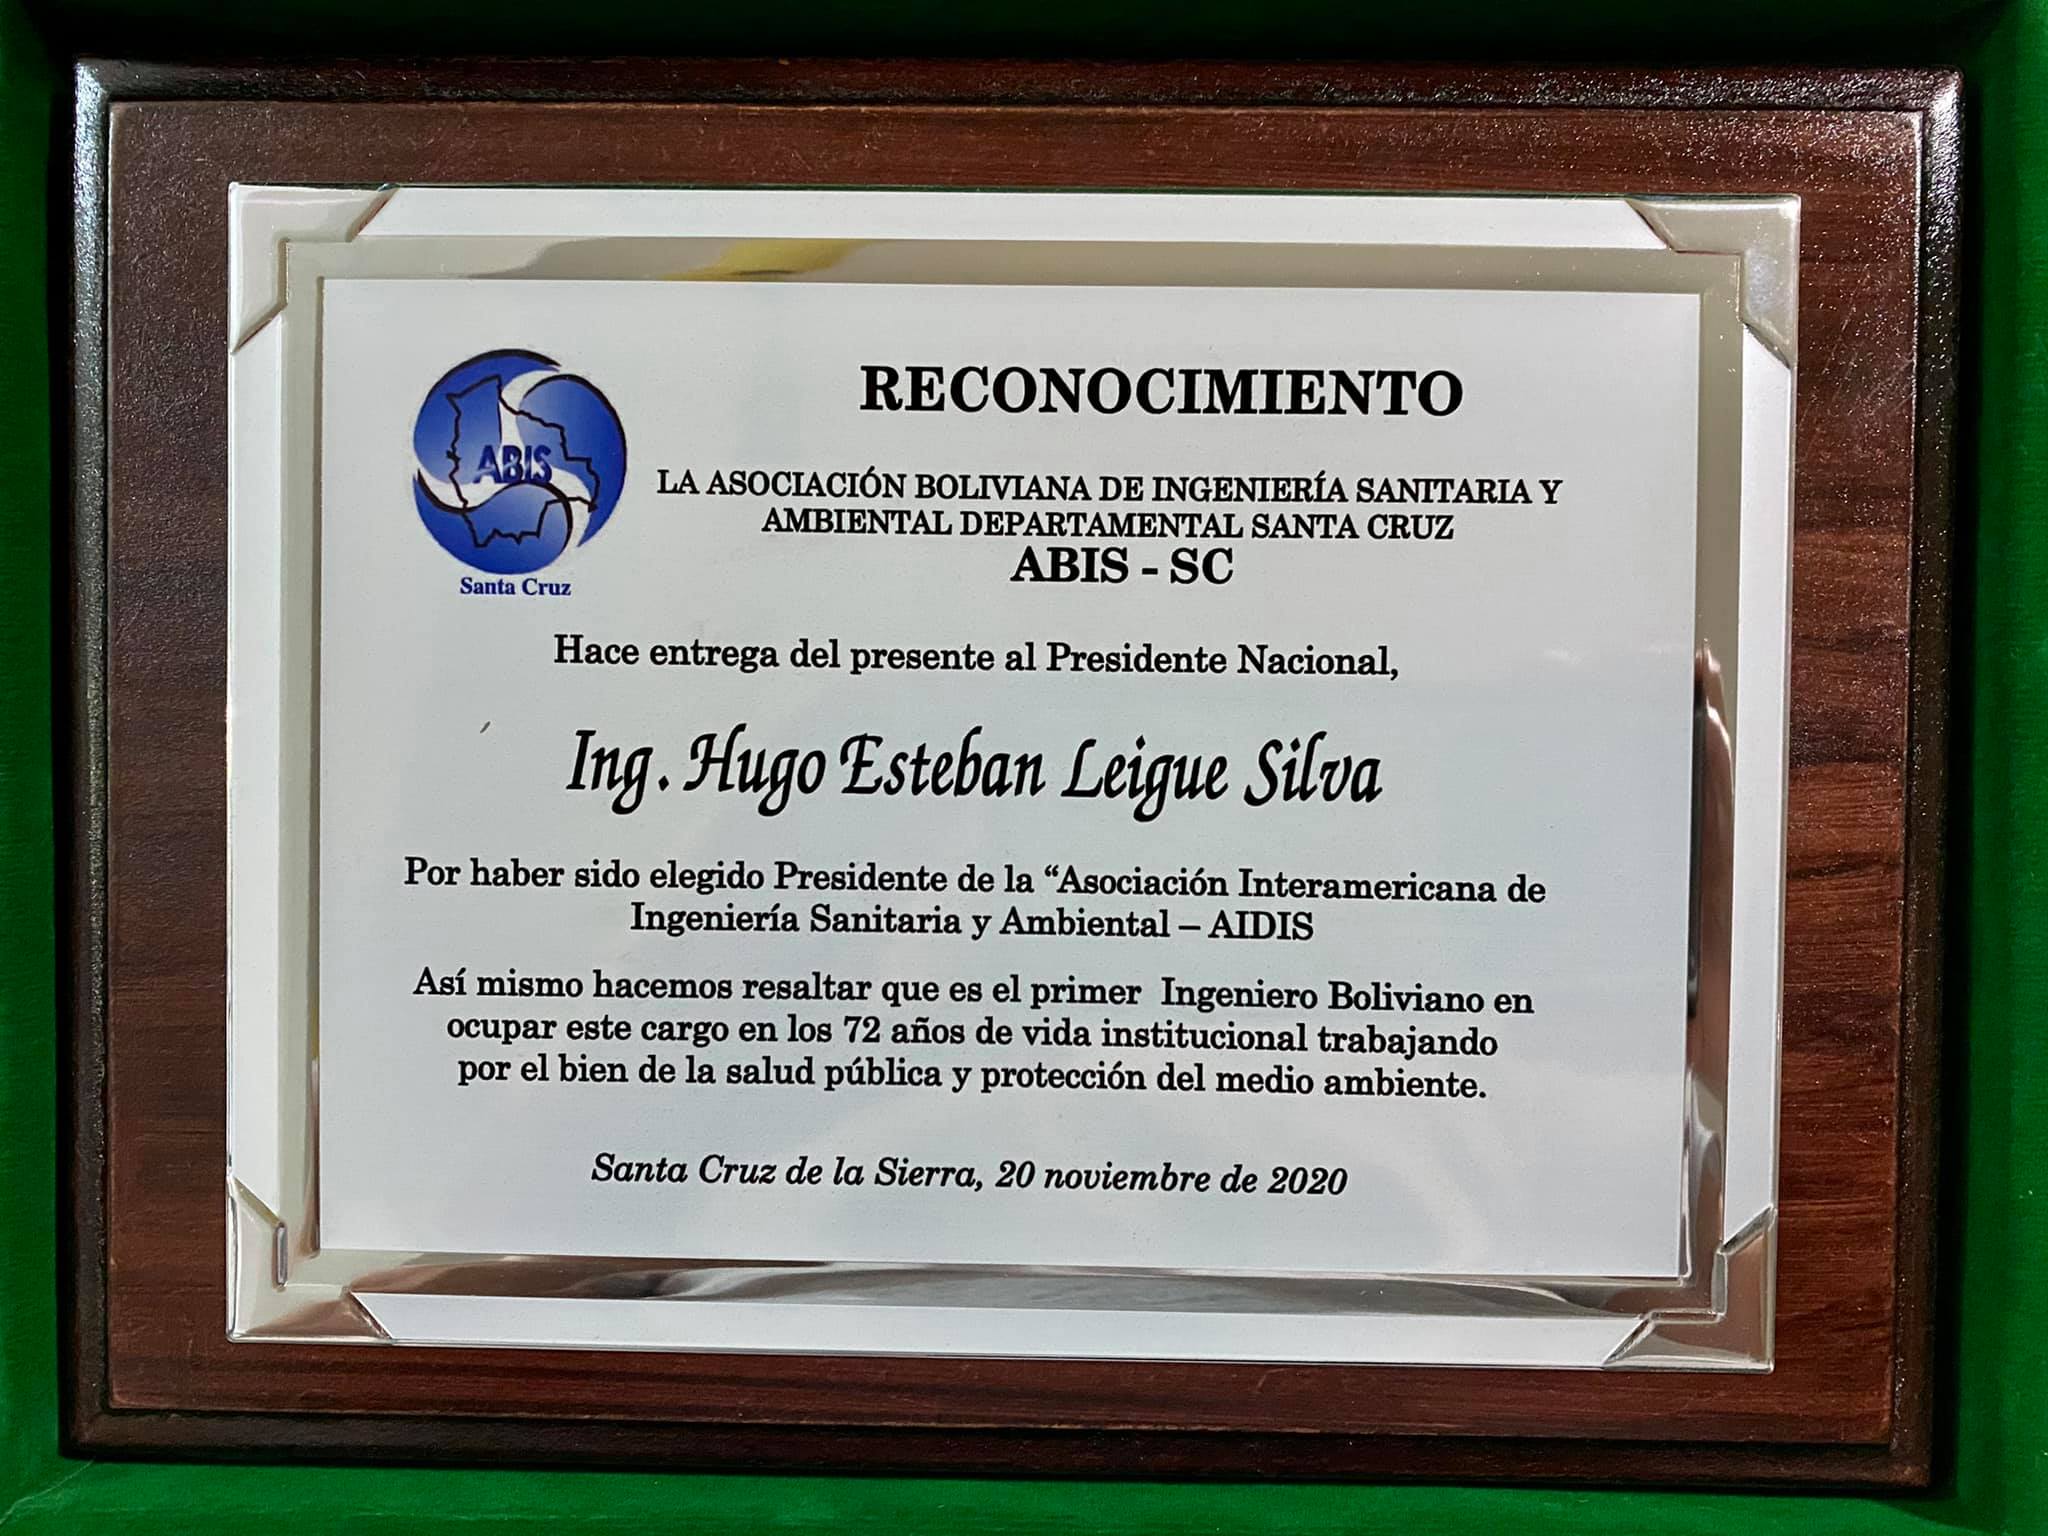 RECONOCIMIENTO
ABIS
Santa Cruz
LA ASOCIACIÓN BOLIVIANA DE INGENIERÍA SANITARIA Y
AMBIENTAL DEPARTAMENTAL SANTA CRUZ
ABIS - SC
Hace entrega del presente al Presidente Nacional,
Ing. Hugo Esteban Leigue Silva
Por haber sido elegido Presidente de la “Asociación Interamericana de
Ingeniería Sanitaria y Ambiental – AIDIS
Así mismo hacemos resaltar que es el primer Ingeniero Boliviano en
ocupar este cargo en los 72 años de vida institucional trabajando
por el bien de la salud pública y protección del medio ambiente.
Santa Cruz de la Sierra, 20 noviembre de 2020